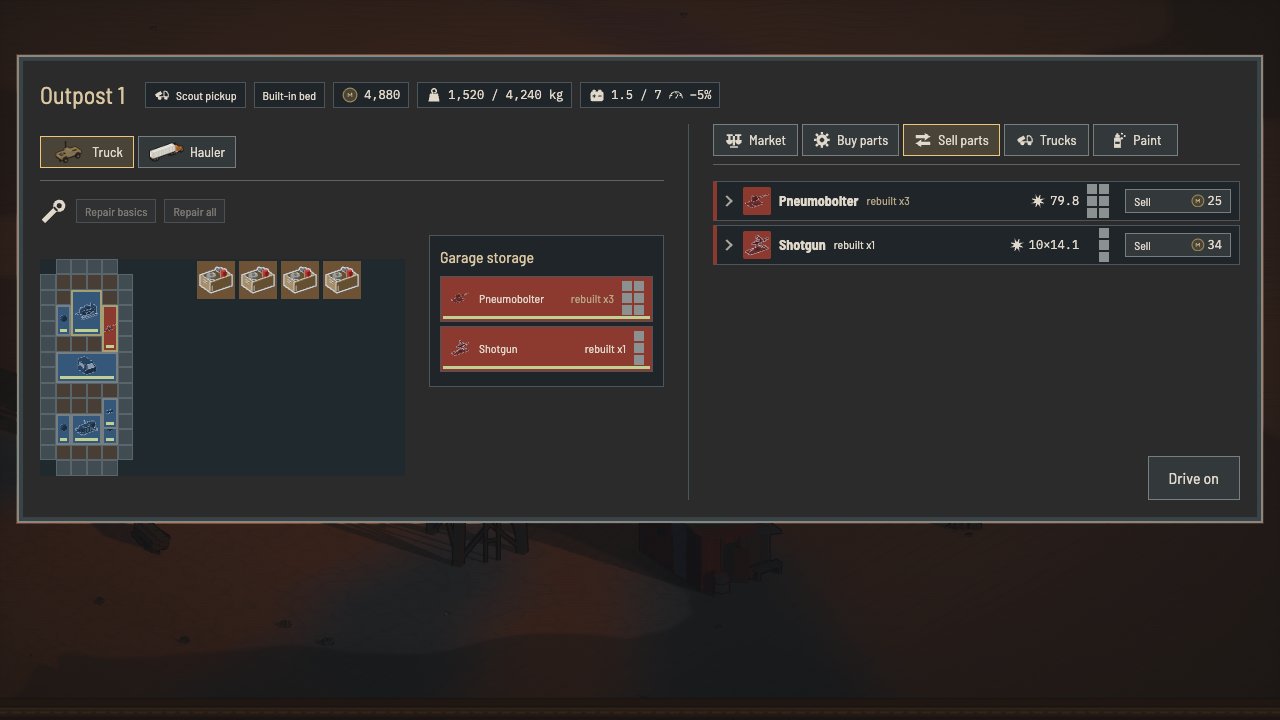 Outpost 1
Scout pickup
Built-in bed
4,880
1,520 / 4,240 kg
1.5 / 7 −5%
Truck
Hauler
Repair basics
Repair all
Garage storage
Pneumobolter rebuilt x3
Shotgun rebuilt x1
Market
Buy parts
Sell parts
Trucks
Paint
Pneumobolter rebuilt x3 79.8 Sell 25
Shotgun rebuilt x1 10×14.1 Sell 34
Drive on